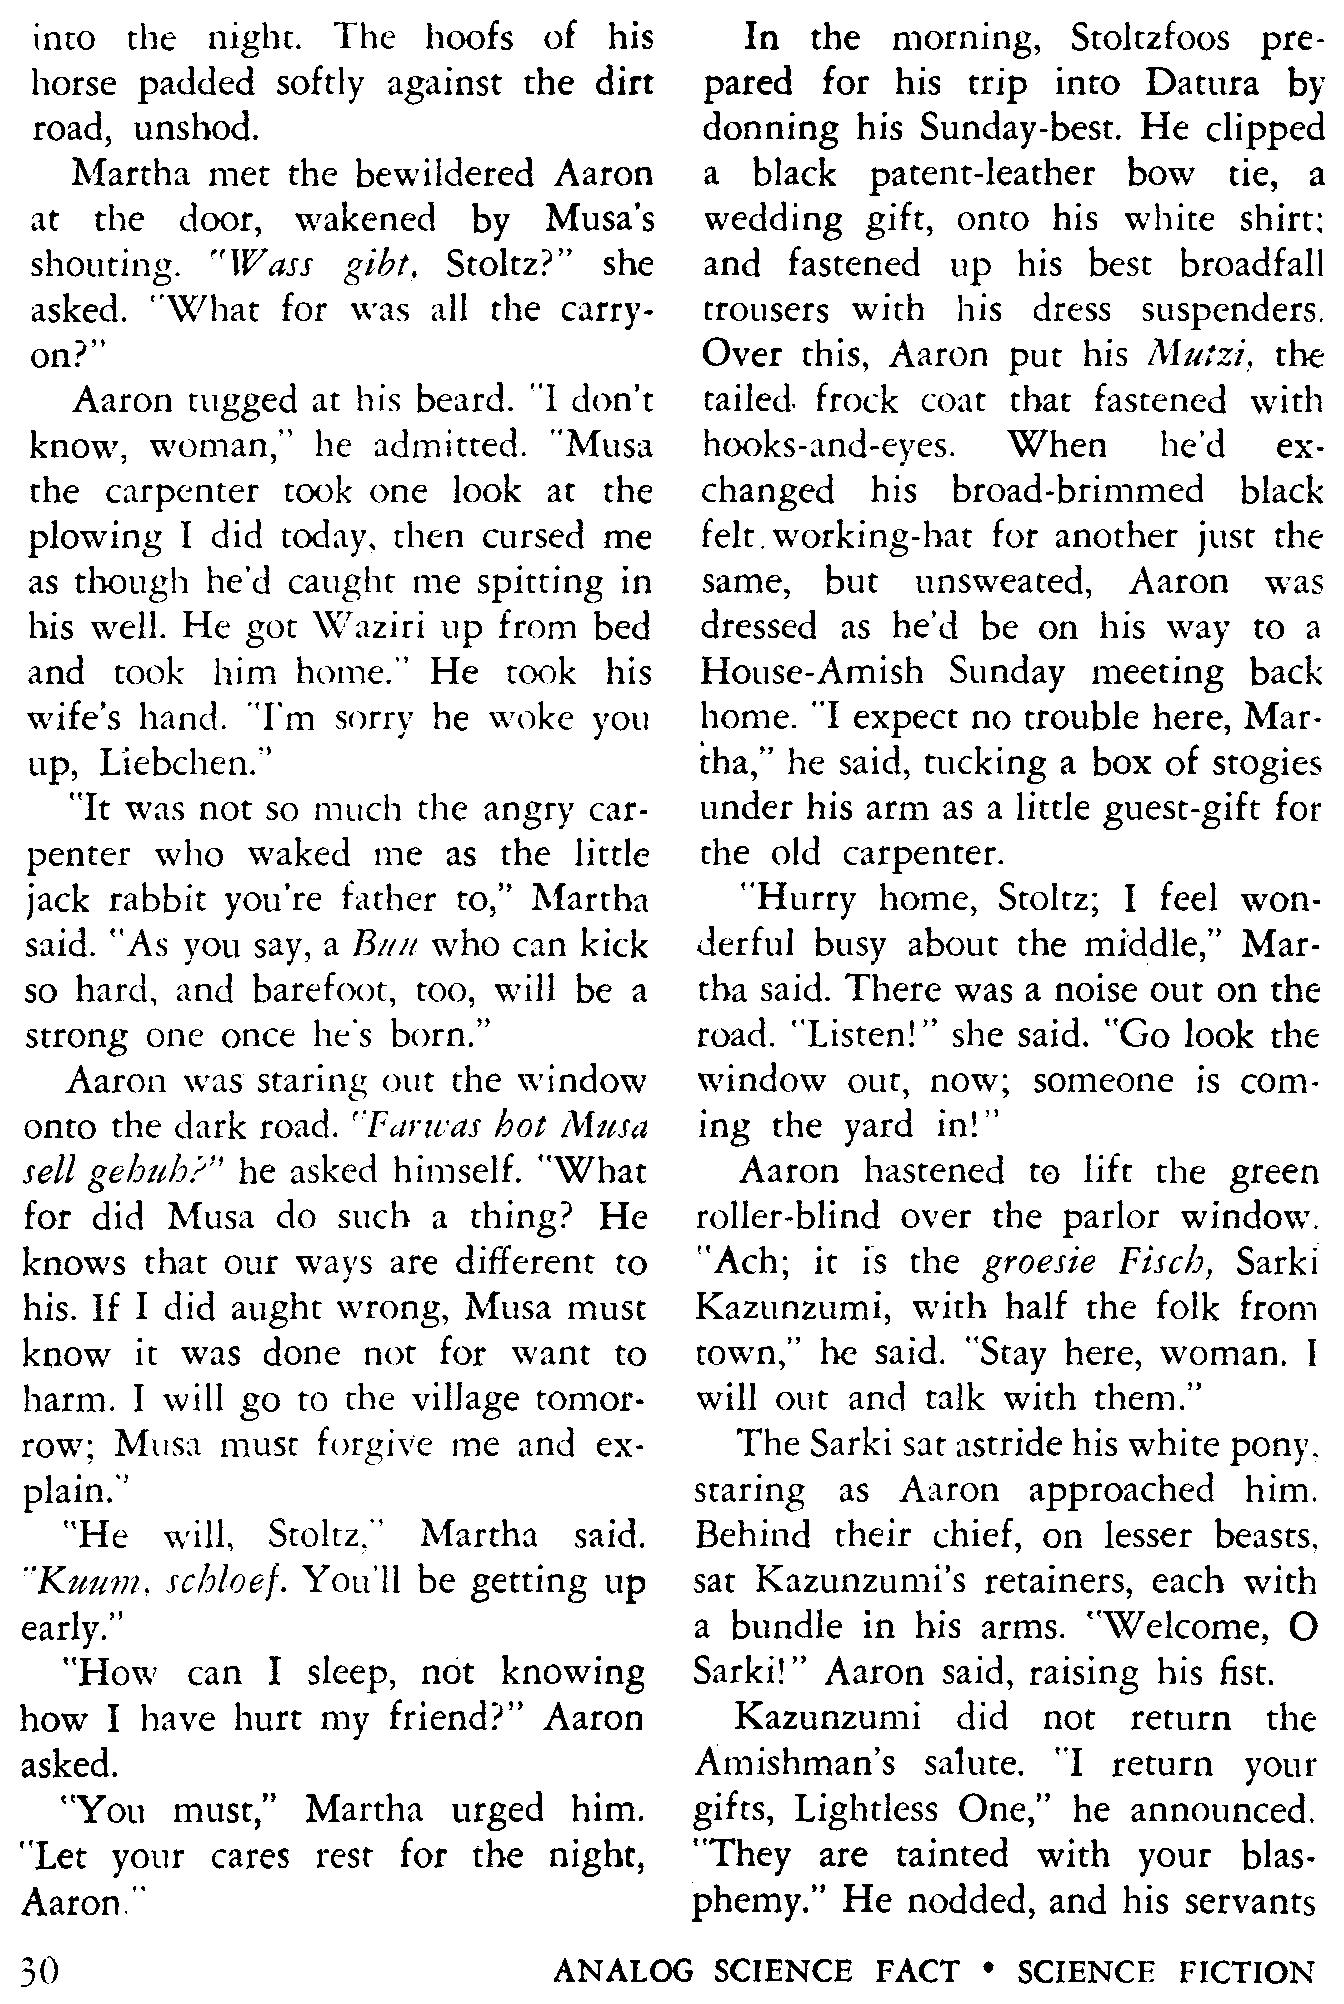 into the night. The hoofs of his
horse padded softly against the dirt
road, unshod.
Martha met the bewildered Aaron
at the door, wakened by Musa's
shouting. "Wass gibt, Stoltz?" she
asked. "What for was all the carry-
on?"
Aaron tugged at his beard. "I don't
know, woman," he admitted. "Musa
the carpenter took one look at the
plowing I did today, then cursed me
as though he'd caught me spitting in
his well. He got Waziri up from bed
and took him home." He took his
wife's hand. "I'm sorry he woke you
up, Liebchen."
"It was not so much the angry car-
penter who waked me as the little
jack rabbit you're father to," Martha
said. "As you say, a Buu who can kick
so hard, and barefoot, too, will be a
strong one once he's born."
Aaron was staring out the window
onto the dark road. "Farwas hot Musa
sell gehuh?" he asked himself. "What
for did Musa do such a thing? He
knows that our ways are different to
his. If I did aught wrong, Musa must
know it was done not for want to
harm. I will go to the village tomor-
row; Musa must forgive me and ex-
plain."
"He will, Stoltz," Martha said.
"Kuum, schloef. You'll be getting up
early."
"How can I sleep, not knowing
how I have hurt my friend?" Aaron
asked.
"You must," Martha urged him.
"Let your cares rest for the night,
Aaron."
In the morning, Stoltzfoos pre-
pared for his trip into Datura by
donning his Sunday-best. He clipped
a black patent-leather bow tie, a
wedding gift, onto his white shirt;
and fastened up his best broadfall
trousers with his dress suspenders.
Over this, Aaron put his Mutzi, the
tailed frock coat that fastened with
hooks-and-eyes. When he'd ex-
changed his broad-brimmed black
felt working-hat for another just the
same, but unsweated, Aaron was
dressed as he'd be on his way to a
House-Amish Sunday meeting back
home. "I expect no trouble here, Mar-
tha," he said, tucking a box of stogies
under his arm as a little guest-gift for
the old carpenter.
"Hurry home, Stoltz; I feel won-
derful busy about the middle," Mar-
tha said. There was a noise out on the
road. "Listen!" she said. "Go look the
window out, now; someone is com-
ing the yard in!"
Aaron hastened to lift the green
roller-blind over the parlor window.
"Ach; it is the groesie Fisch, Sarki
Kazunzumi, with half the folk from
town," he said. "Stay here, woman. I
will out and talk with them."
The Sarki sat astride his white pony,
staring as Aaron approached him.
Behind their chief, on lesser beasts,
sat Kazunzumi's retainers, each with
a bundle in his arms. "Welcome, O
Sarki!" Aaron said, raising his fist.
Kazunzumi did not return the
Amishman's salute. "I return your
gifts, Lightless One," he announced.
"They are tainted with your blas-
phemy." He nodded, and his servants
30
ANALOG SCIENCE FACT • SCIENCE FICTION